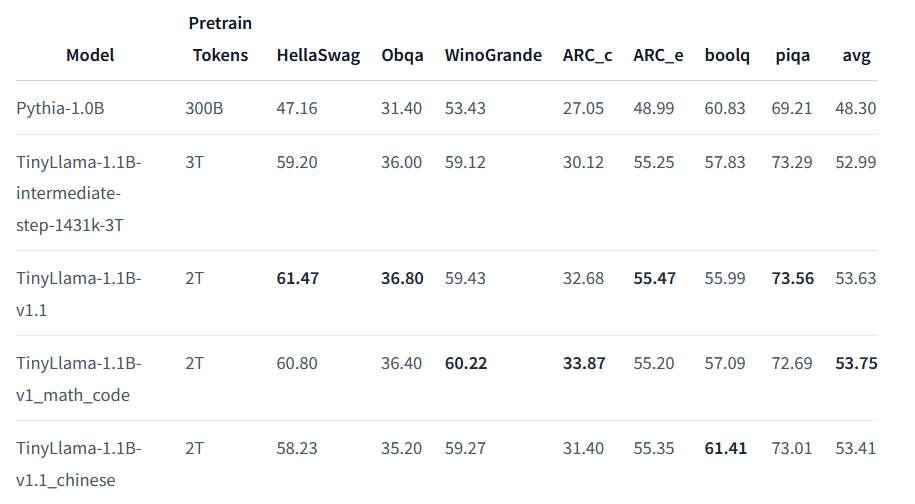 Pretrain
Model Tokens HellaSwag Obqa WinoGrande ARC_c ARC_e boolq piqa avg
Pythia-1.0B 300B 47.16 31.40 53.43 27.05 48.99 60.83 69.21 48.30
TinyLlama-1.1B- 3T 59.20 36.00 59.12 30.12 55.25 57.83 73.29 52.99
intermediate-
step-1431k-3T
TinyLlama-1.1B- 2T 61.47 36.80 59.43 32.68 55.47 55.99 73.56 53.63
v1.1
TinyLlama-1.1B- 2T 60.80 36.40 60.22 33.87 55.20 57.09 72.69 53.75
v1_math_code
TinyLlama-1.1B- 2T 58.23 35.20 59.27 31.40 55.35 61.41 73.01 53.41
v1.1_chinese